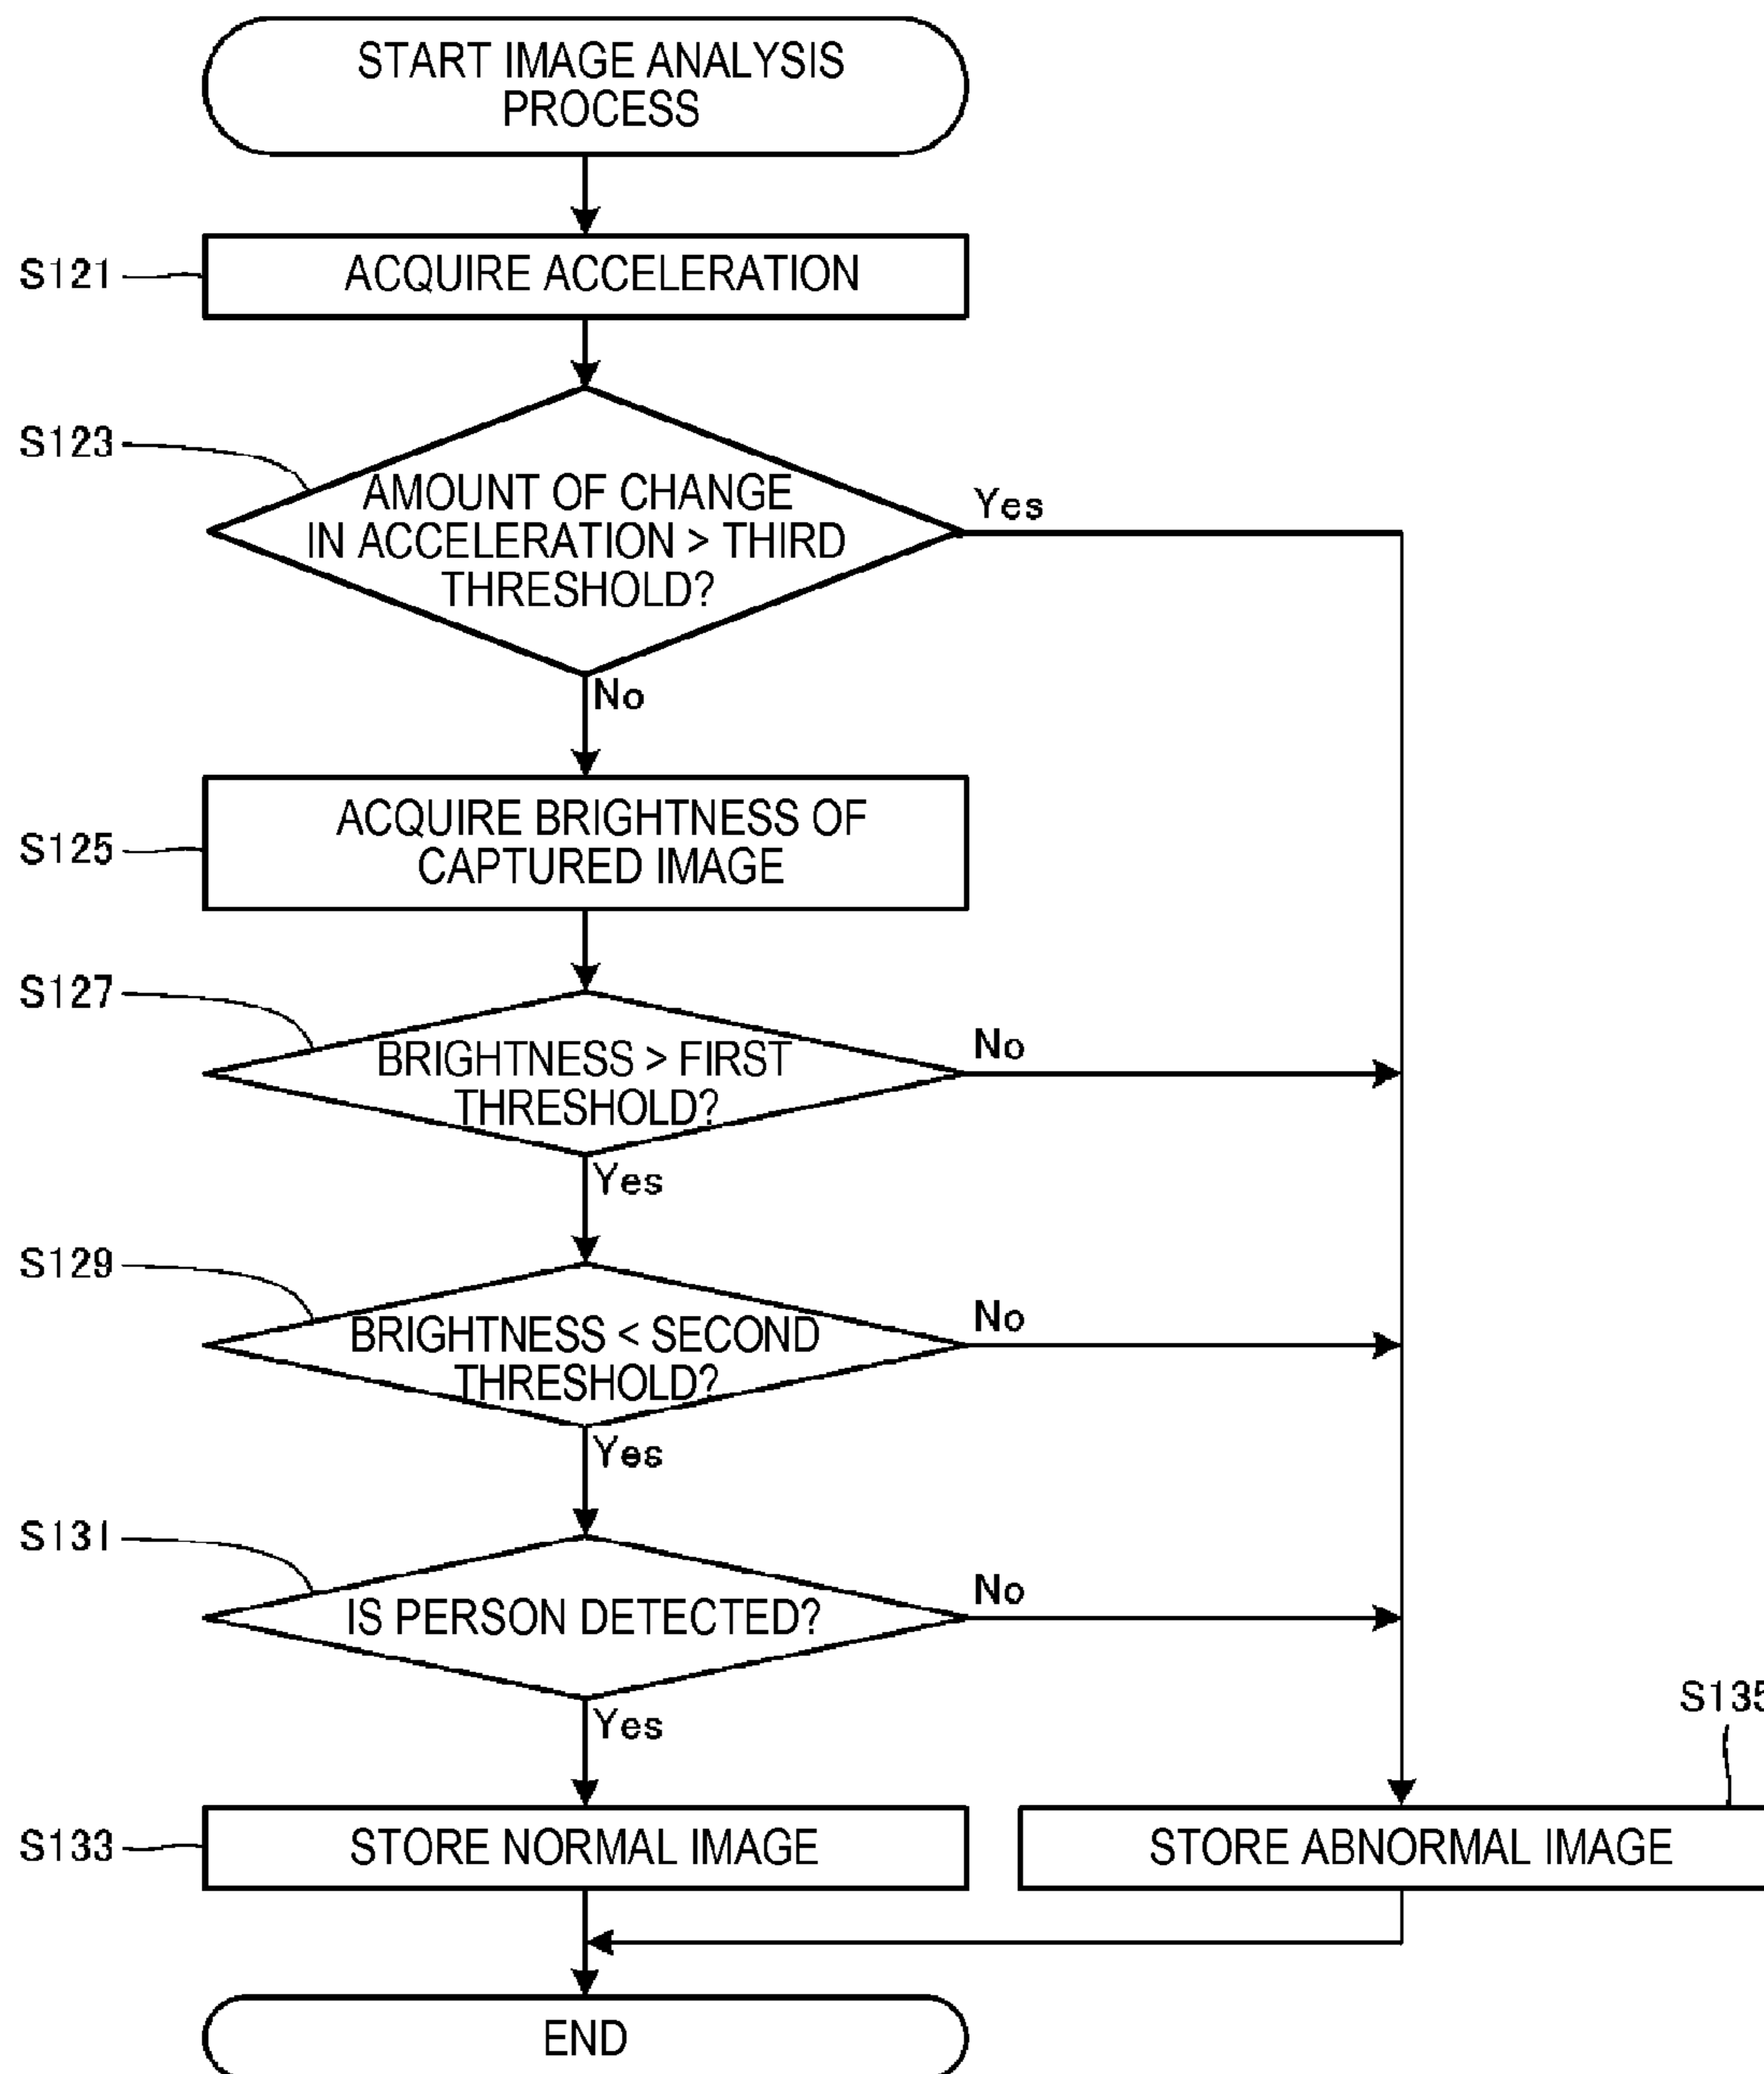 START IMAGE ANALYSIS
PROCESS
S121
ACQUIRE ACCELERATION
S123
AMOUNT OF CHANGE
IN ACCELERATION > THIRD
THRESHOLD?
Yes
No
S125
ACQUIRE BRIGHTNESS OF
CAPTURED IMAGE
S127
BRIGHTNESS > FIRST
THRESHOLD?
No
Yes
S129
BRIGHTNESS < SECOND
THRESHOLD?
No
Yes
S131
IS PERSON DETECTED?
No
Yes
S135
S133
STORE NORMAL IMAGE
STORE ABNORMAL IMAGE
END